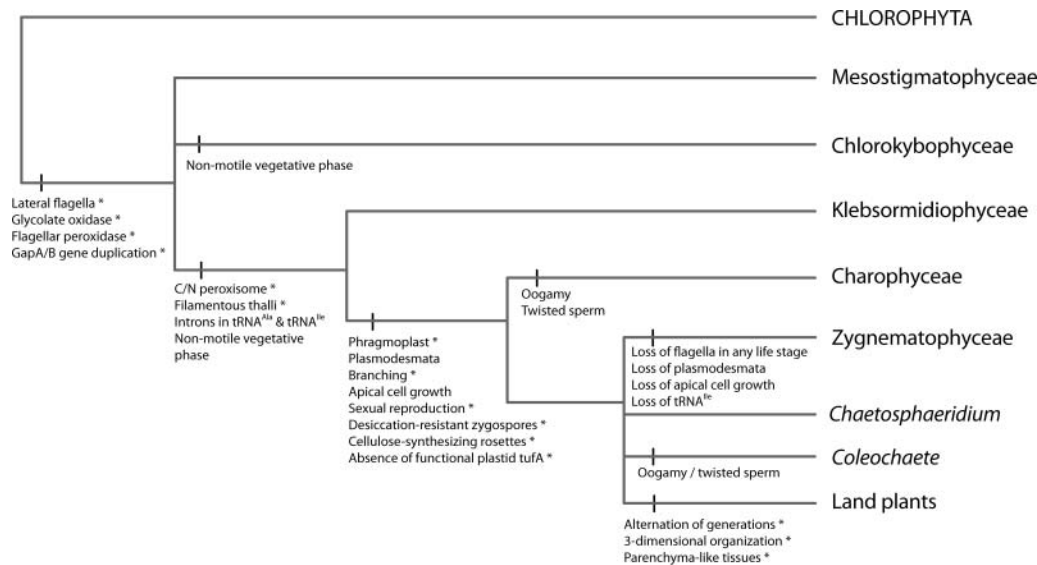 CHLOROPHYTA
Mesostigmatophyceae
Chlorokybophyceae
Non-motile vegetative phase
Lateral flagella *
Glycolate oxidase *
Flagellar peroxidase *
GapA/B gene duplication *
Klebsormidiophyceae
C/N peroxisome *
Filamentous thalli *
Introns in tRNAᴬˡᵃ & tRNAᴵˡᵉ
Non-motile vegetative
phase
Charophyceae
Oogamy
Twisted sperm
Phragmoplast *
Plasmodesmata
Branching *
Apical cell growth
Sexual reproduction *
Desiccation-resistant zygospores *
Cellulose-synthesizing rosettes *
Absence of functional plastid tufA *
Zygnematophyceae
Loss of flagella in any life stage
Loss of plasmodesmata
Loss of apical cell growth
Loss of tRNAᴵˡᵉ
Chaetosphaeridium
Coleochaete
Oogamy / twisted sperm
Land plants
Alternation of generations *
3-dimensional organization *
Parenchyma-like tissues *